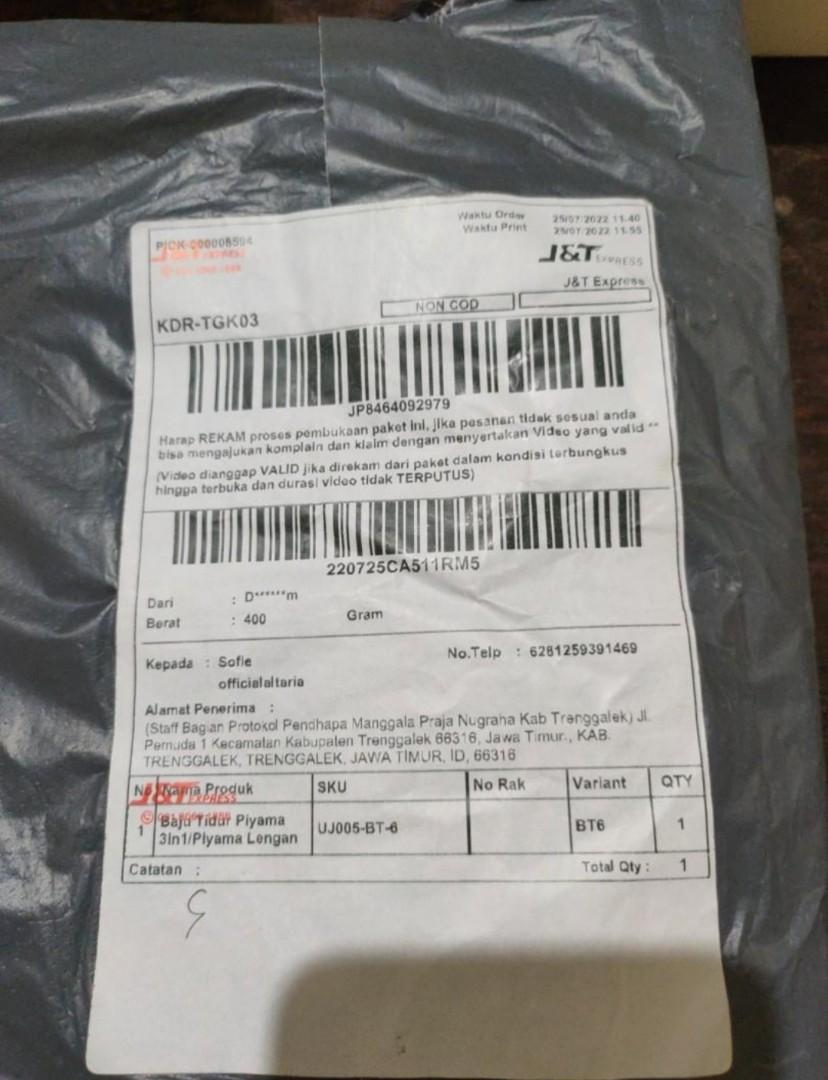 Waktu Order 25/07/2022 11.40
Waktu Print 25/07/2022 11.55
PICK-000008594
J&T EXPRESS
J&T EXPRESS
J&T Express
NON COD
KDR-TGK03
JP8464092979
Harap REKAM proses pembukaan paket ini, jika pesanan tidak sesuai anda
bisa mengajukan komplain dan klaim dengan menyertakan Video yang valid **
(Video dianggap VALID jika direkam dari paket dalam kondisi terbungkus
hingga terbuka dan durasi video tidak TERPUTUS)
220725CA511RM5
Dari : D******m
Berat : 400 Gram
Kepada : Sofie No.Telp : 6281259391469
officialaltaria
Alamat Penerima :
(Staff Bagian Protokol Pendhapa Manggala Praja Nugraha Kab Trenggalek) Jl.
Pemuda 1 Kecamatan Kabupaten Trenggalek 66316, Jawa Timur., KAB.
TRENGGALEK, TRENGGALEK, JAWA TIMUR, ID, 66316
No Nama Produk SKU No Rak Variant QTY
J&T EXPRESS
1 Baju Tidur Piyama UJ005-BT-6 BT6 1
3in1/Piyama Lengan
Catatan : Total Qty : 1